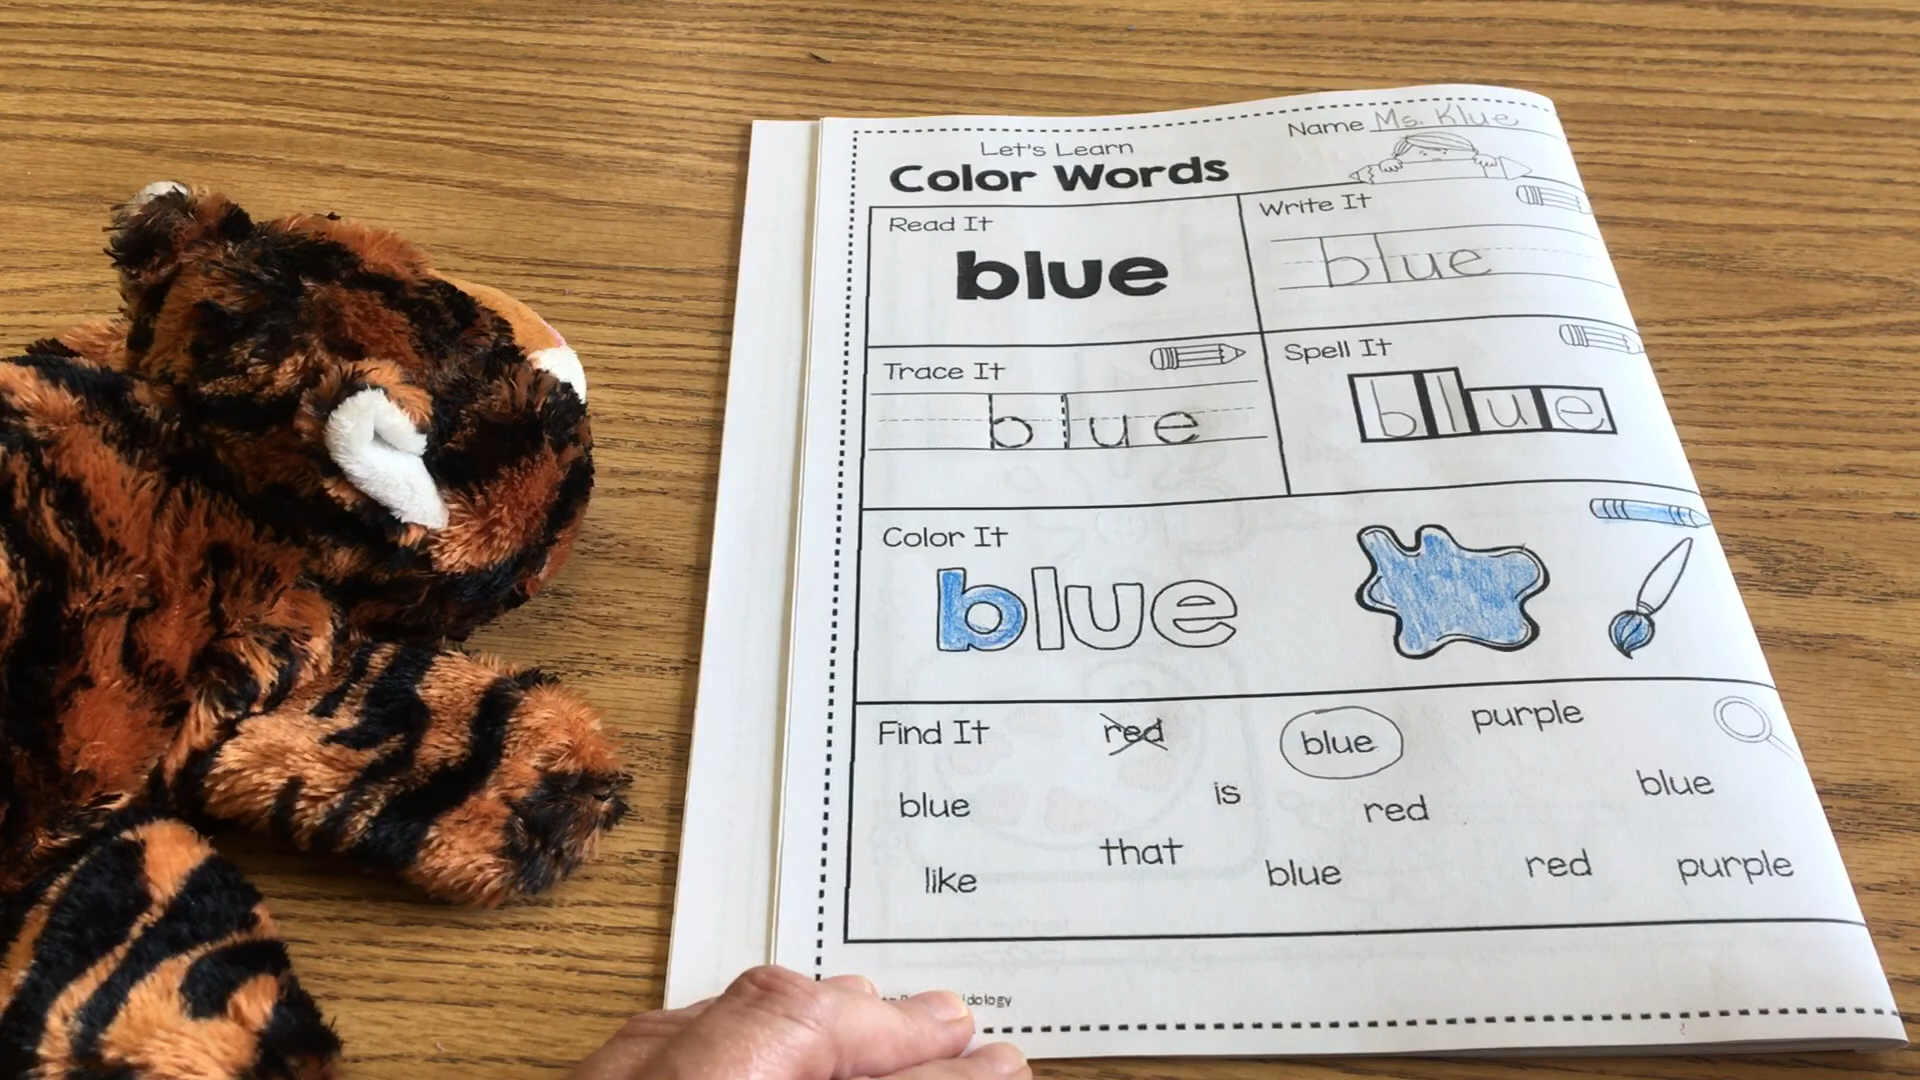 Name Ms. Klue
Let's Learn
Color Words
Read It
blue
Write It
blue
Trace It
blue
Spell It
blue
Color It
blue
Find It
red
blue
purple
blue
is
red
blue
like
that
blue
red
purple